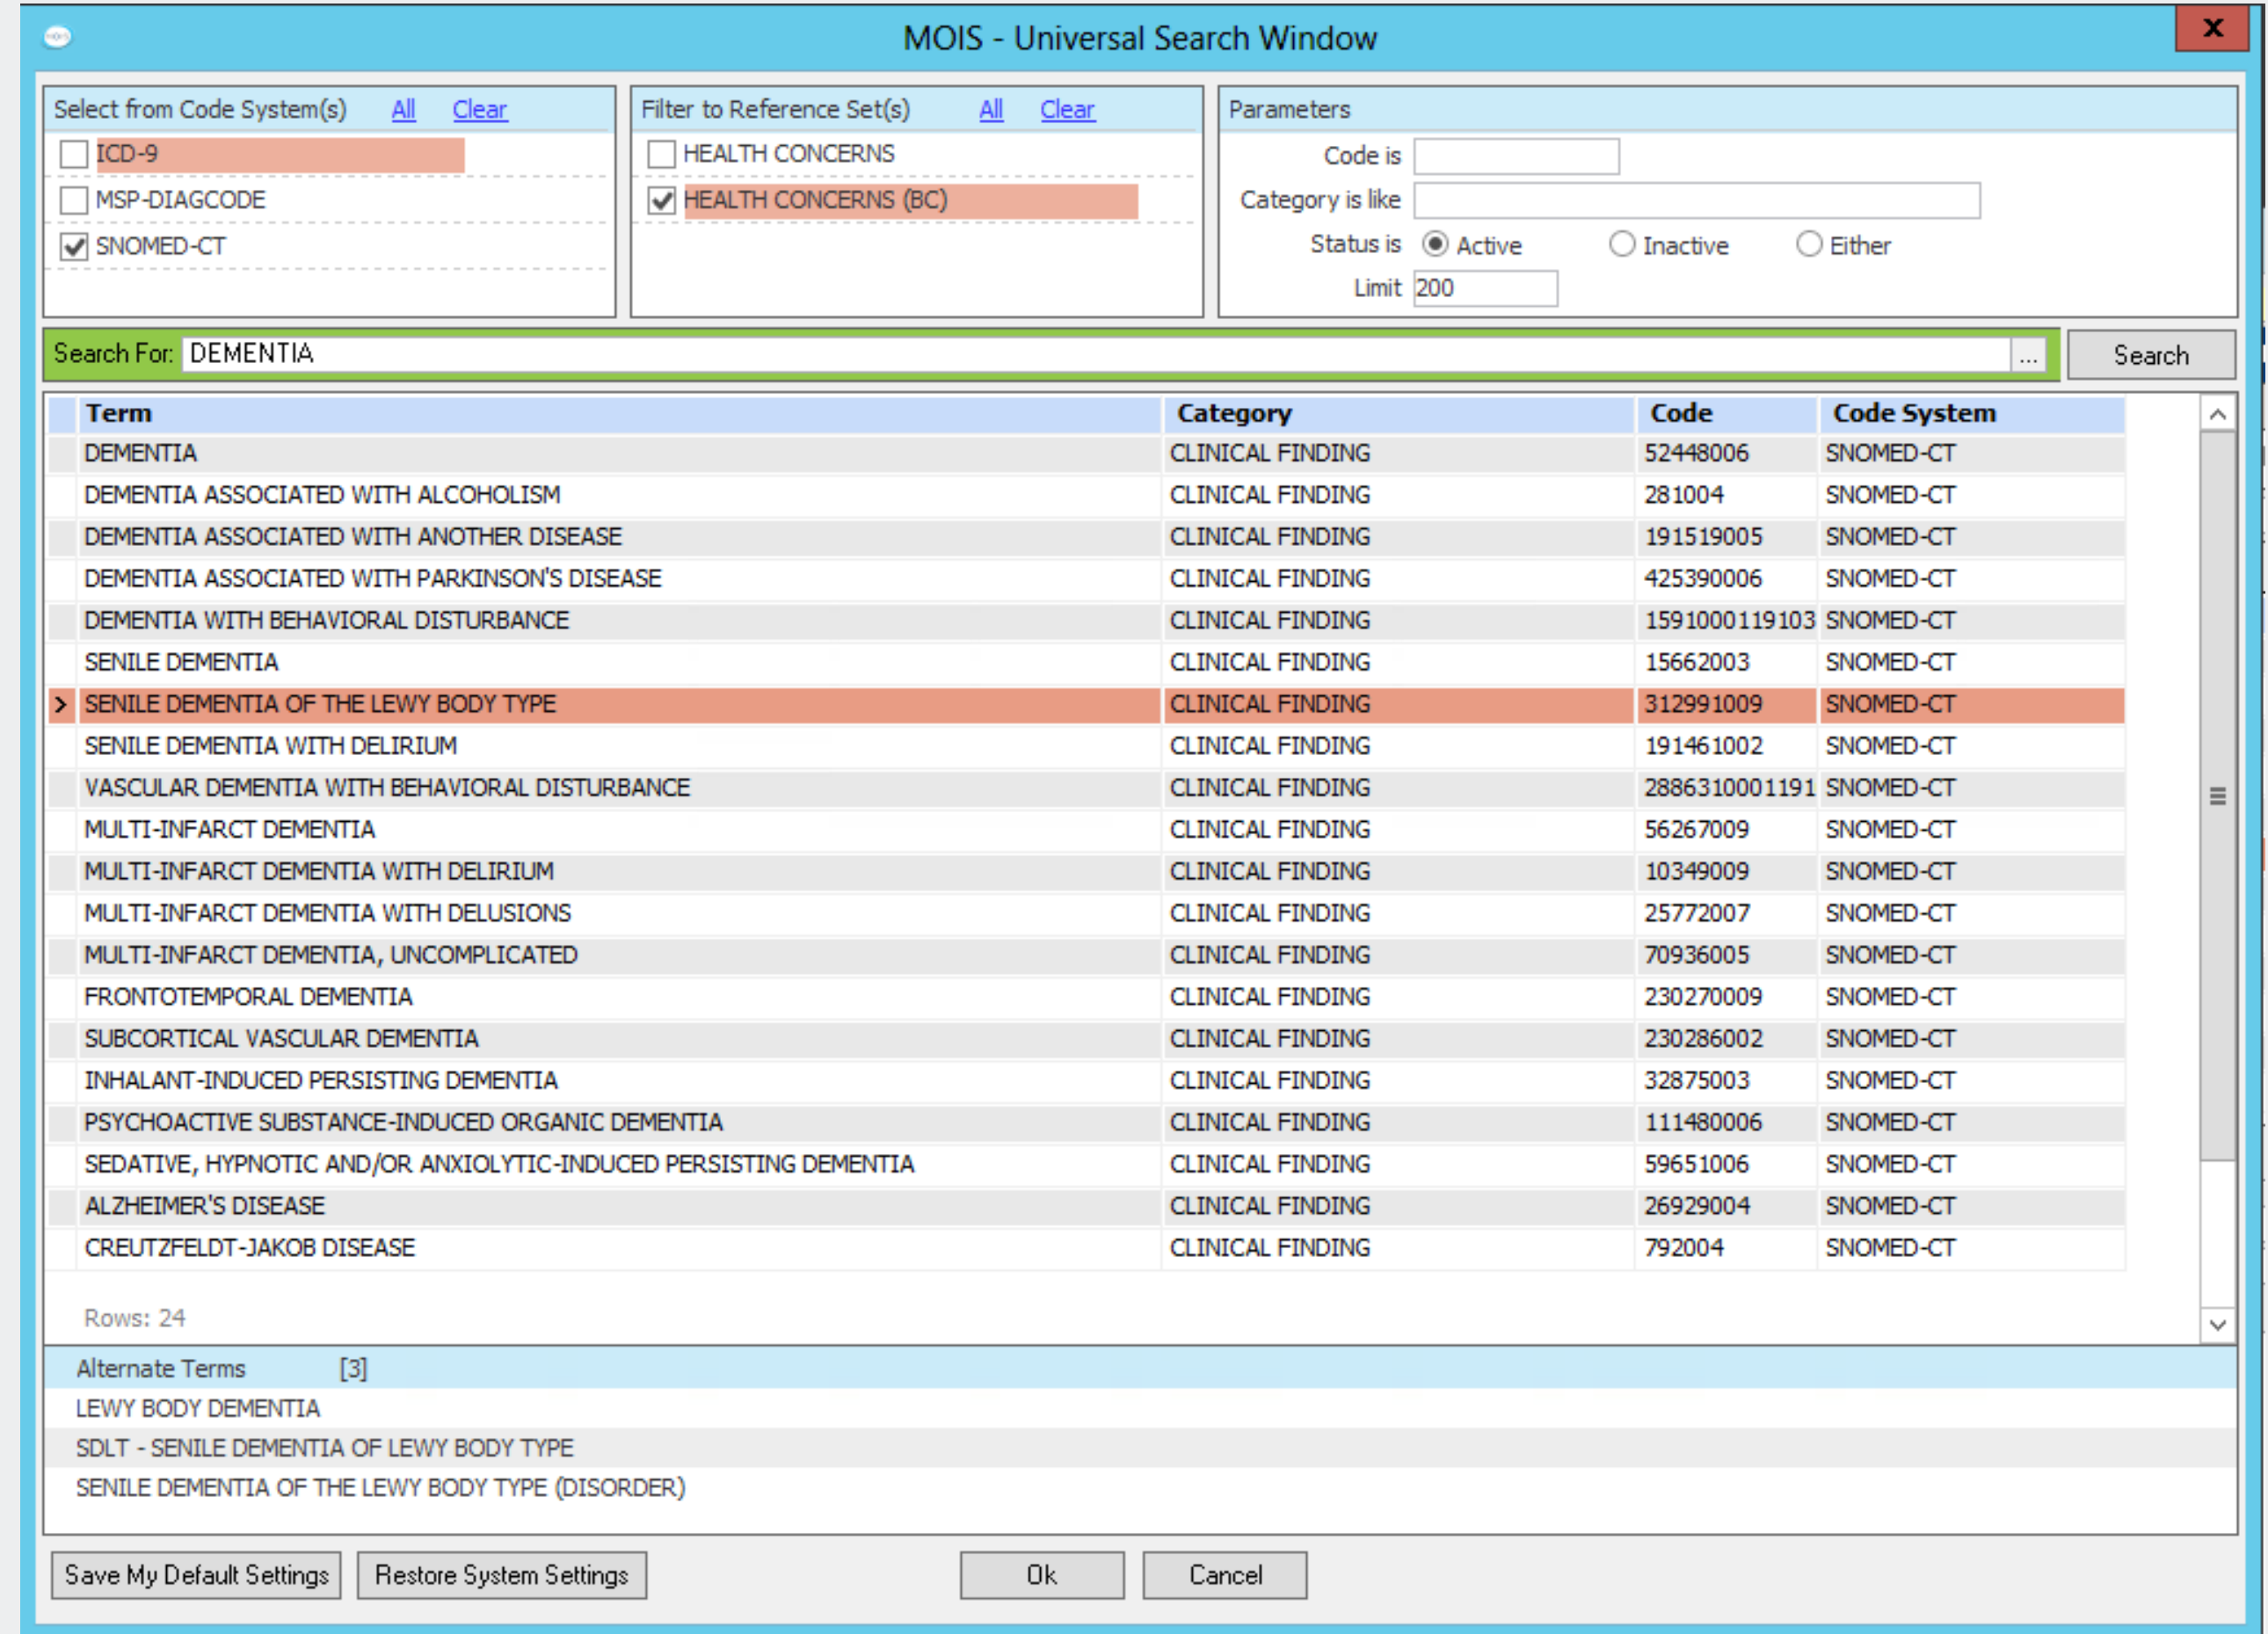 MOIS - Universal Search Window
x
Select from Code System(s) All Clear
ICD-9
MSP-DIAGCODE
SNOMED-CT
Filter to Reference Set(s) All Clear
HEALTH CONCERNS
HEALTH CONCERNS (BC)
Parameters
Code is
Category is like
Status is Active Inactive Either
Limit 200
Search For: DEMENTIA ... Search
Term Category Code Code System
DEMENTIA CLINICAL FINDING 52448006 SNOMED-CT
DEMENTIA ASSOCIATED WITH ALCOHOLISM CLINICAL FINDING 281004 SNOMED-CT
DEMENTIA ASSOCIATED WITH ANOTHER DISEASE CLINICAL FINDING 191519005 SNOMED-CT
DEMENTIA ASSOCIATED WITH PARKINSON'S DISEASE CLINICAL FINDING 425390006 SNOMED-CT
DEMENTIA WITH BEHAVIORAL DISTURBANCE CLINICAL FINDING 1591000119103 SNOMED-CT
SENILE DEMENTIA CLINICAL FINDING 15662003 SNOMED-CT
> SENILE DEMENTIA OF THE LEWY BODY TYPE CLINICAL FINDING 312991009 SNOMED-CT
SENILE DEMENTIA WITH DELIRIUM CLINICAL FINDING 191461002 SNOMED-CT
VASCULAR DEMENTIA WITH BEHAVIORAL DISTURBANCE CLINICAL FINDING 2886310001191 SNOMED-CT
MULTI-INFARCT DEMENTIA CLINICAL FINDING 56267009 SNOMED-CT
MULTI-INFARCT DEMENTIA WITH DELIRIUM CLINICAL FINDING 10349009 SNOMED-CT
MULTI-INFARCT DEMENTIA WITH DELUSIONS CLINICAL FINDING 25772007 SNOMED-CT
MULTI-INFARCT DEMENTIA, UNCOMPLICATED CLINICAL FINDING 70936005 SNOMED-CT
FRONTOTEMPORAL DEMENTIA CLINICAL FINDING 230270009 SNOMED-CT
SUBCORTICAL VASCULAR DEMENTIA CLINICAL FINDING 230286002 SNOMED-CT
INHALANT-INDUCED PERSISTING DEMENTIA CLINICAL FINDING 32875003 SNOMED-CT
PSYCHOACTIVE SUBSTANCE-INDUCED ORGANIC DEMENTIA CLINICAL FINDING 111480006 SNOMED-CT
SEDATIVE, HYPNOTIC AND/OR ANXIOLYTIC-INDUCED PERSISTING DEMENTIA CLINICAL FINDING 59651006 SNOMED-CT
ALZHEIMER'S DISEASE CLINICAL FINDING 26929004 SNOMED-CT
CREUTZFELDT-JAKOB DISEASE CLINICAL FINDING 792004 SNOMED-CT
Rows: 24
Alternate Terms [3]
LEWY BODY DEMENTIA
SDLT - SENILE DEMENTIA OF LEWY BODY TYPE
SENILE DEMENTIA OF THE LEWY BODY TYPE (DISORDER)
Save My Default Settings Restore System Settings Ok Cancel